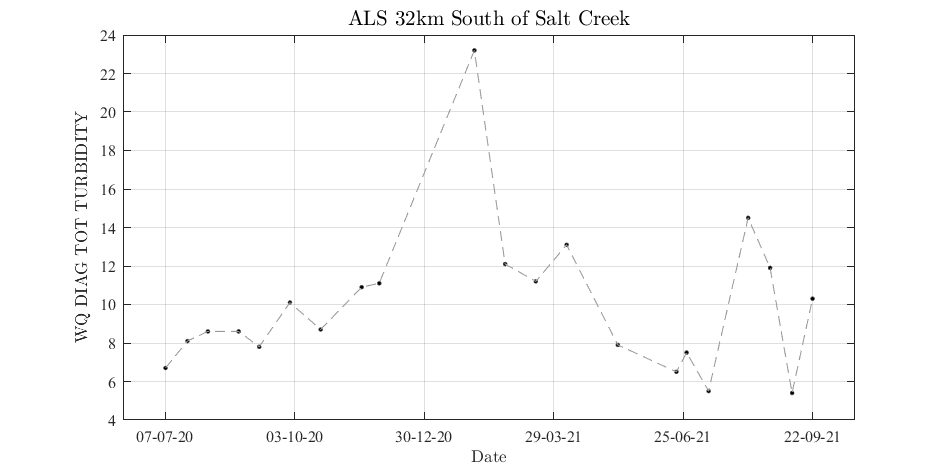 ALS 32km South of Salt Creek
24
22
20
18
16
14
12
10
8
6
4
WQ DIAG TOT TURBIDITY
07-07-20 03-10-20 30-12-20 29-03-21 25-06-21 22-09-21
Date